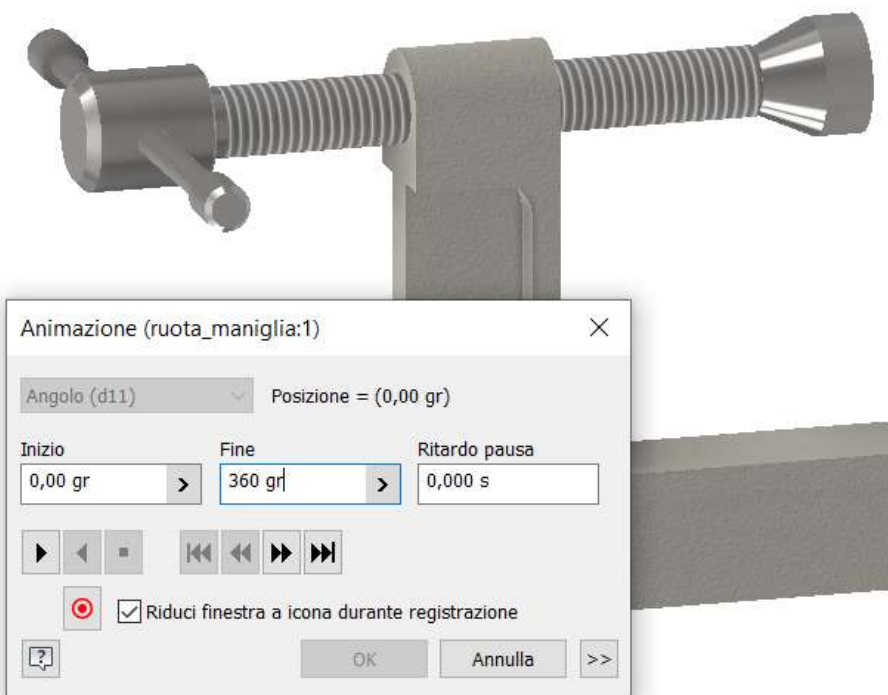 Animazione (ruota_maniglia:1)
Angolo (d11) Posizione = (0,00 gr)
Inizio Fine Ritardo pausa
0,00 gr > 360 gr > 0,000 s
Riduci finestra a icona durante registrazione
? OK Annulla >>